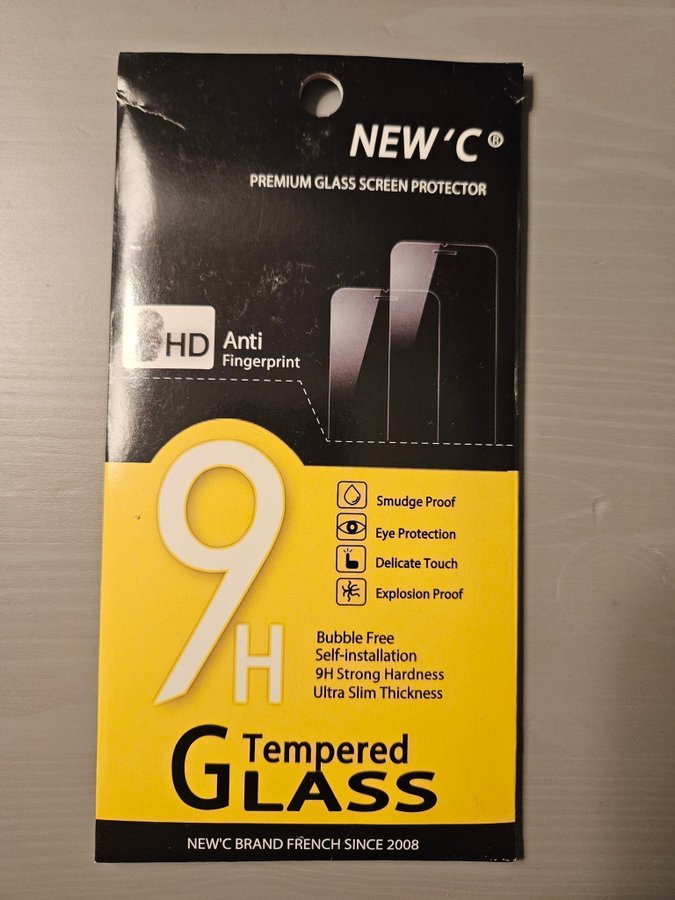 NEW'C®
PREMIUM GLASS SCREEN PROTECTOR
HD
Anti
Fingerprint
9H
Smudge Proof
Eye Protection
Delicate Touch
Explosion Proof
Bubble Free
Self-installation
9H Strong Hardness
Ultra Slim Thickness
Tempered
GLASS
NEW'C BRAND FRENCH SINCE 2008